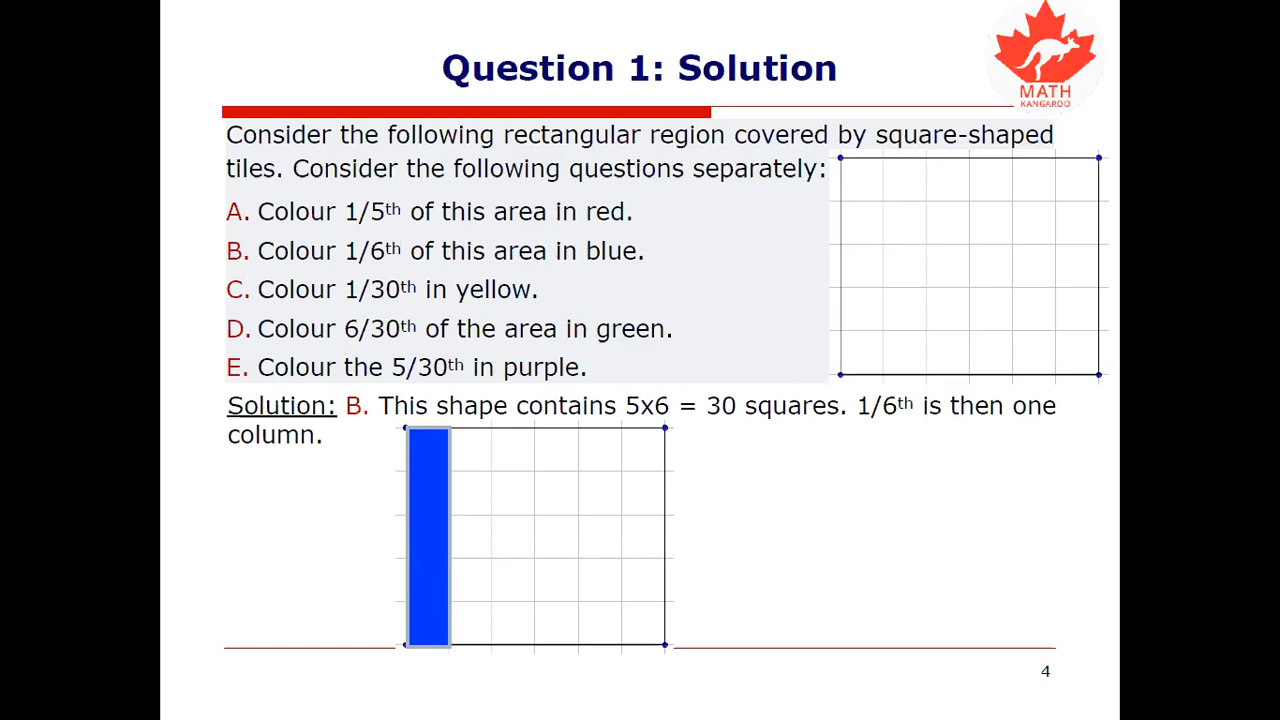 Question 1: Solution
MATH
KANGAROO
Consider the following rectangular region covered by square-shaped
tiles. Consider the following questions separately:
A. Colour 1/5th of this area in red.
B. Colour 1/6th of this area in blue.
C. Colour 1/30th in yellow.
D. Colour 6/30th of the area in green.
E. Colour the 5/30th in purple.
Solution: B. This shape contains 5x6 = 30 squares. 1/6th is then one
column.
4